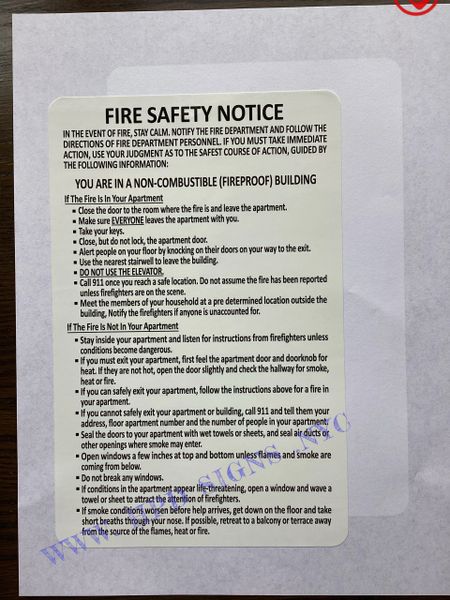 FIRE SAFETY NOTICE
IN THE EVENT OF FIRE, STAY CALM. NOTIFY THE FIRE DEPARTMENT AND FOLLOW THE
DIRECTIONS OF FIRE DEPARTMENT PERSONNEL. IF YOU MUST TAKE IMMEDIATE
ACTION, USE YOUR JUDGMENT AS TO THE SAFEST COURSE OF ACTION, GUIDED BY
THE FOLLOWING INFORMATION:
YOU ARE IN A NON-COMBUSTIBLE (FIREPROOF) BUILDING
If The Fire Is In Your Apartment
▪ Close the door to the room where the fire is and leave the apartment.
▪ Make sure EVERYONE leaves the apartment with you.
▪ Take your keys.
▪ Close, but do not lock, the apartment door.
▪ Alert people on your floor by knocking on their doors on your way to the exit.
▪ Use the nearest stairwell to leave the building.
▪ DO NOT USE THE ELEVATOR.
▪ Call 911 once you reach a safe location. Do not assume the fire has been reported
unless firefighters are on the scene.
▪ Meet the members of your household at a pre determined location outside the
building, Notify the firefighters if anyone is unaccounted for.
If The Fire Is Not In Your Apartment
▪ Stay inside your apartment and listen for instructions from firefighters unless
conditions become dangerous.
▪ If you must exit your apartment, first feel the apartment door and doorknob for
heat. If they are not hot, open the door slightly and check the hallway for smoke,
heat or fire.
▪ If you can safely exit your apartment, follow the instructions above for a fire in
your apartment.
▪ If you cannot safely exit your apartment or building, call 911 and tell them your
address, floor apartment number and the number of people in your apartment.
▪ Seal the doors to your apartment with wet towels or sheets, and seal air ducts or
other openings where smoke may enter.
▪ Open windows a few inches at top and bottom unless flames and smoke are
coming from below.
▪ Do not break any windows.
▪ If conditions in the apartment appear life-threatening, open a window and wave a
towel or sheet to attract the attention of firefighters.
▪ If smoke conditions worsen before help arrives, get down on the floor and take
short breaths through your nose. If possible, retreat to a balcony or terrace away
from the source of the flames, heat or fire.
WWW. HPD SIGNS .NYC